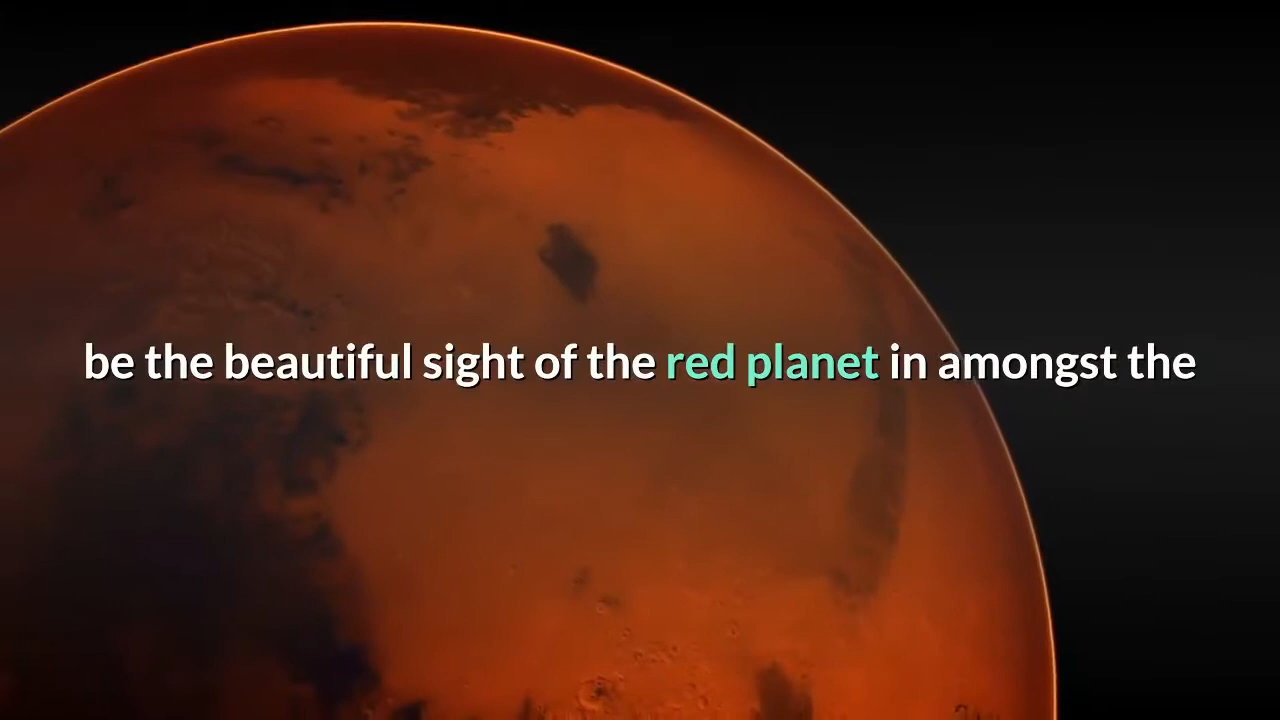 be the beautiful sight of the red planet in amongst the